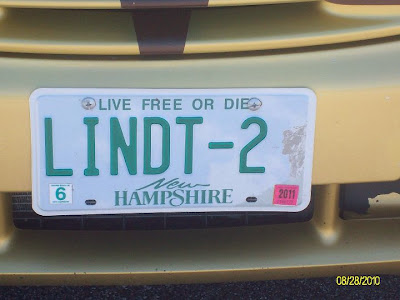 LIVE FREE OR DIE
LINDT-2
6
New
HAMPSHIRE
2011
08/28/2010